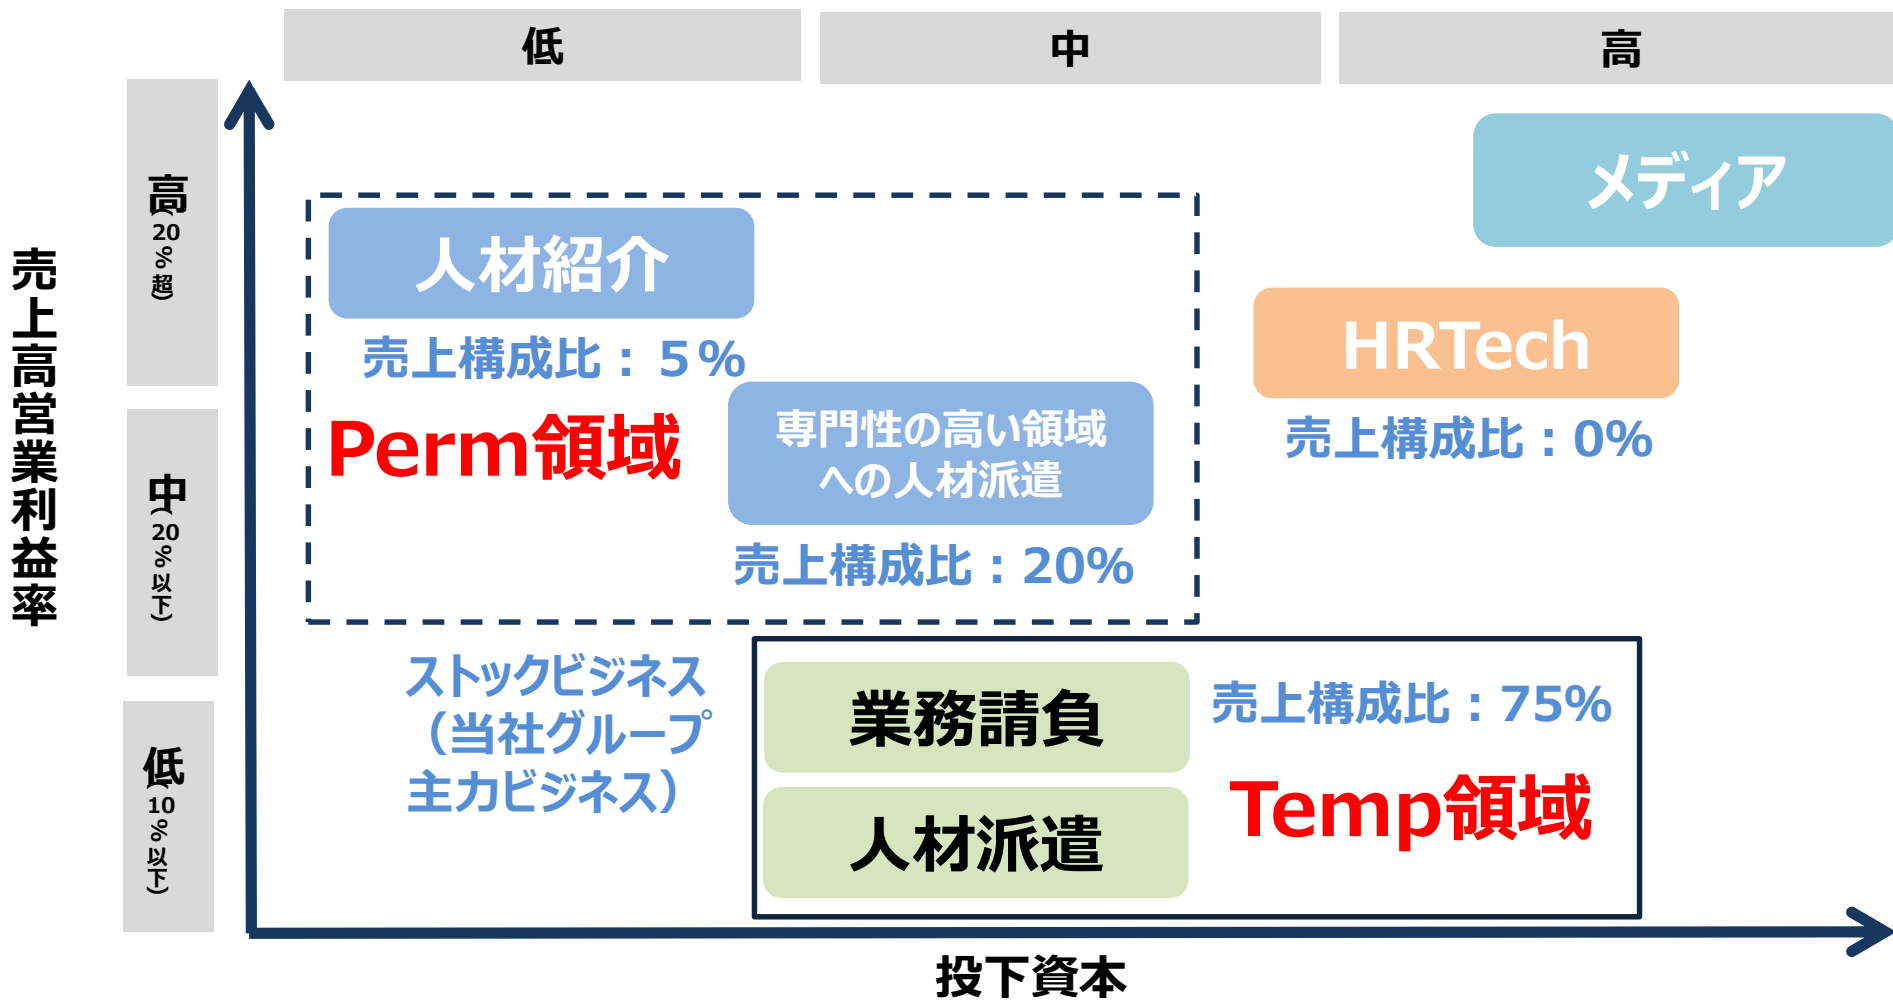 低
中
高
売上高営業利益率
高
（20％超）
中
（20％以下）
低
（10％以下）
メディア
人材紹介
売上構成比：５%
HRTech
売上構成比：0%
Perm領域
専門性の高い領域
への人材派遣
売上構成比：20%
ストックビジネス
（当社グループ
主力ビジネス）
業務請負
売上構成比：75%
人材派遣
Temp領域
投下資本